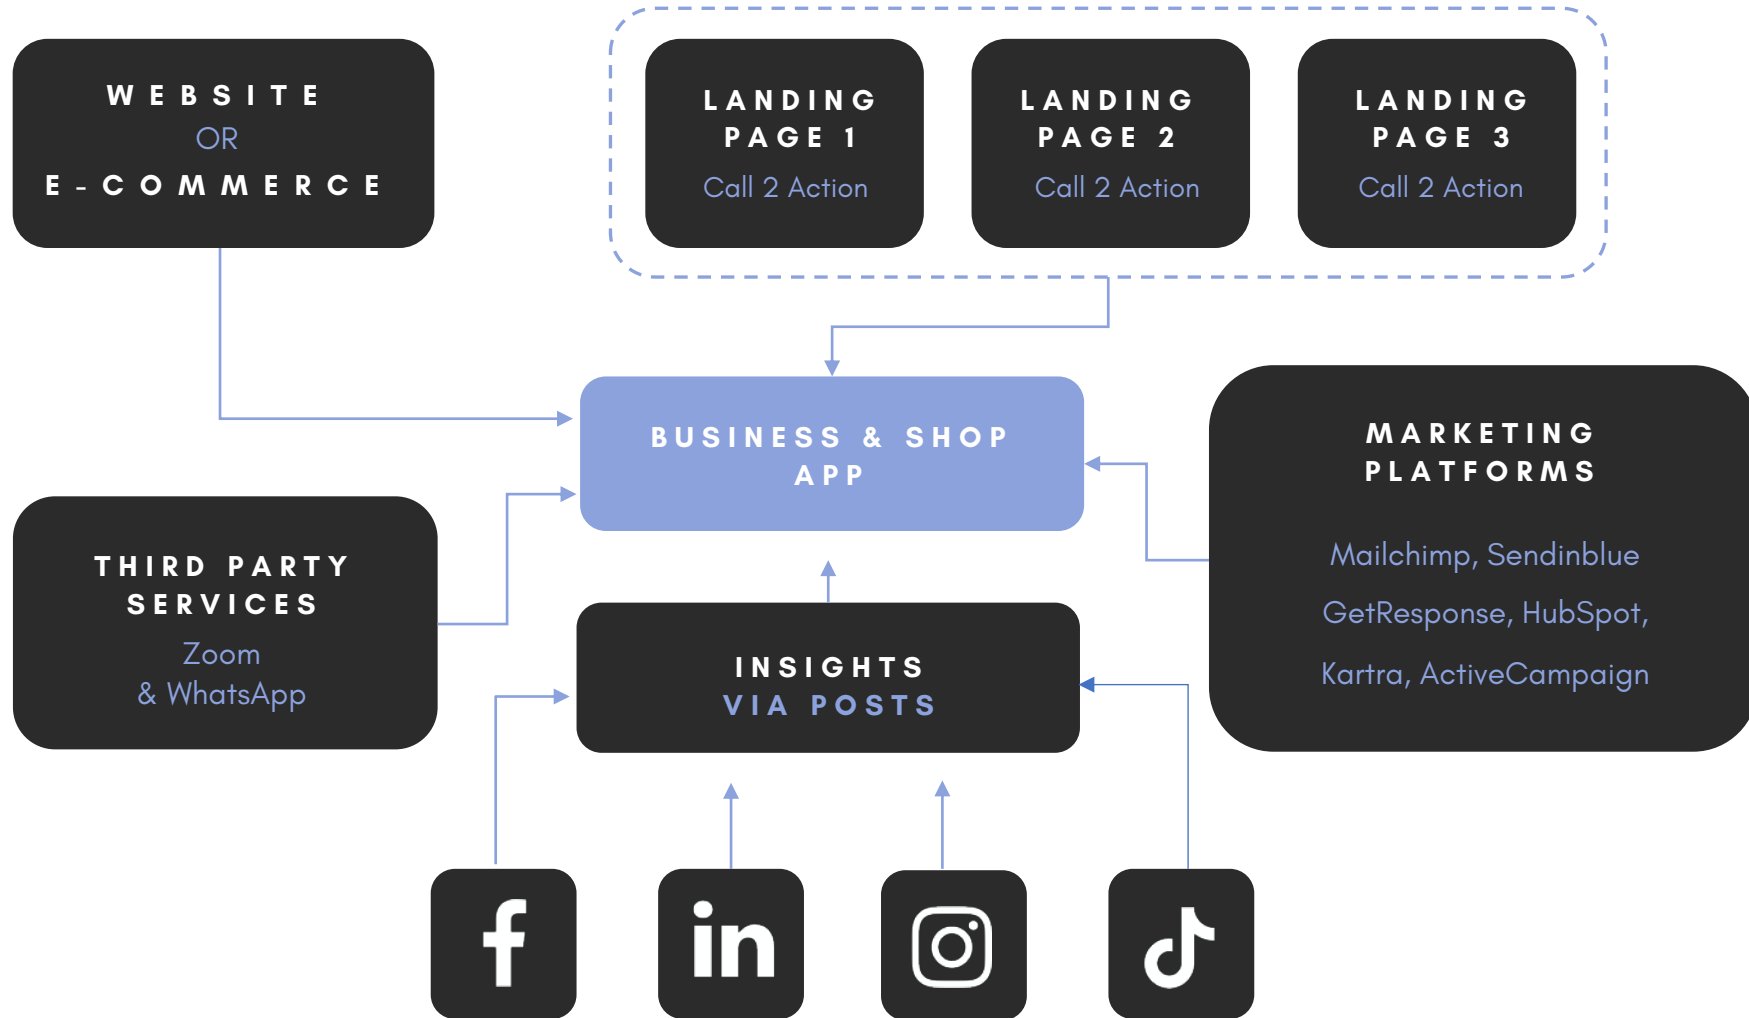 WEBSITE
OR
E-COMMERCE
LANDING
PAGE 1
Call 2 Action
LANDING
PAGE 2
Call 2 Action
LANDING
PAGE 3
Call 2 Action
BUSINESS & SHOP
APP
MARKETING
PLATFORMS
Mailchimp, Sendinblue
GetResponse, HubSpot,
Kartra, ActiveCampaign
THIRD PARTY
SERVICES
Zoom
& WhatsApp
INSIGHTS
VIA POSTS
f
in